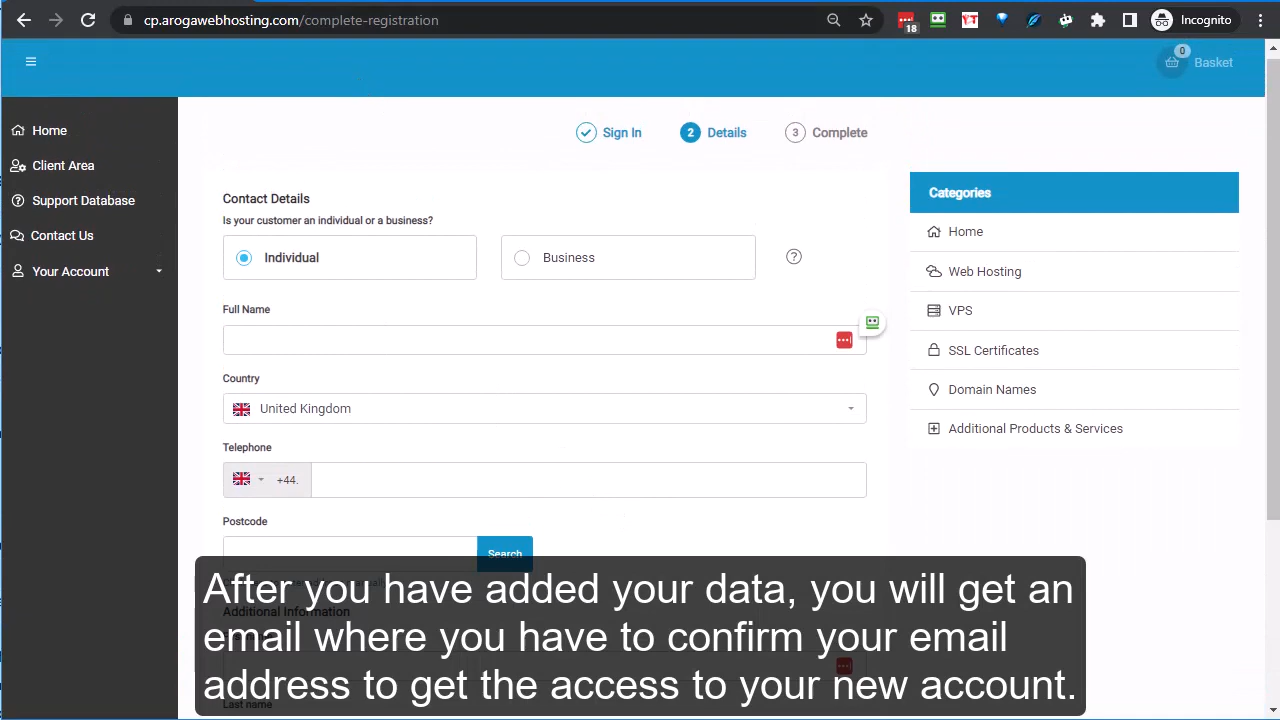 cp.arogawebhosting.com/complete-registration
18
Incognito
0
Basket
Home
Client Area
Support Database
Contact Us
Your Account
Sign In
2 Details
3 Complete
Contact Details
Is your customer an individual or a business?
Individual
Business
?
Full Name
Country
United Kingdom
Telephone
+44.
Postcode
Search
Additional Information
Last name
Categories
Home
Web Hosting
VPS
SSL Certificates
Domain Names
Additional Products & Services
After you have added your data, you will get an
email where you have to confirm your email
address to get the access to your new account.